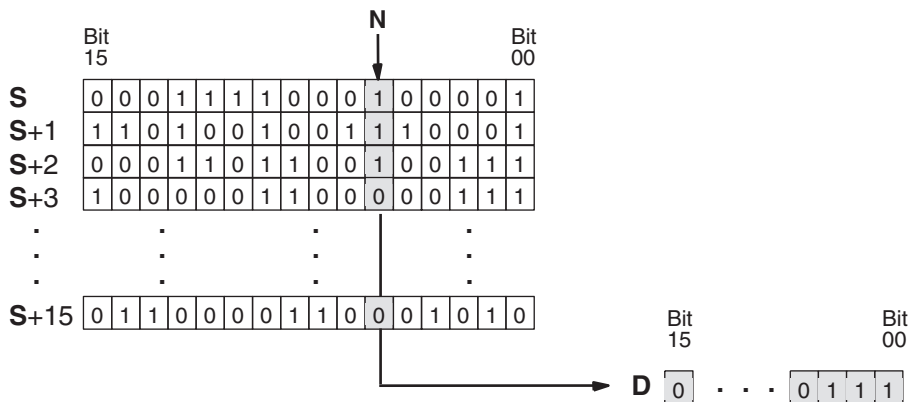 N
Bit 15
Bit 00
S 0 0 0 1 1 1 1 0 0 0 1 0 0 0 0 1
S+1 1 1 0 1 0 0 1 0 0 1 1 1 0 0 0 1
S+2 0 0 0 1 1 0 1 1 0 0 1 0 0 1 1 1
S+3 1 0 0 0 0 0 1 1 0 0 0 0 0 1 1 1
S+15 0 1 1 0 0 0 0 1 1 0 0 0 1 0 1 0
Bit 15
Bit 00
D 0 . . . 0 1 1 1